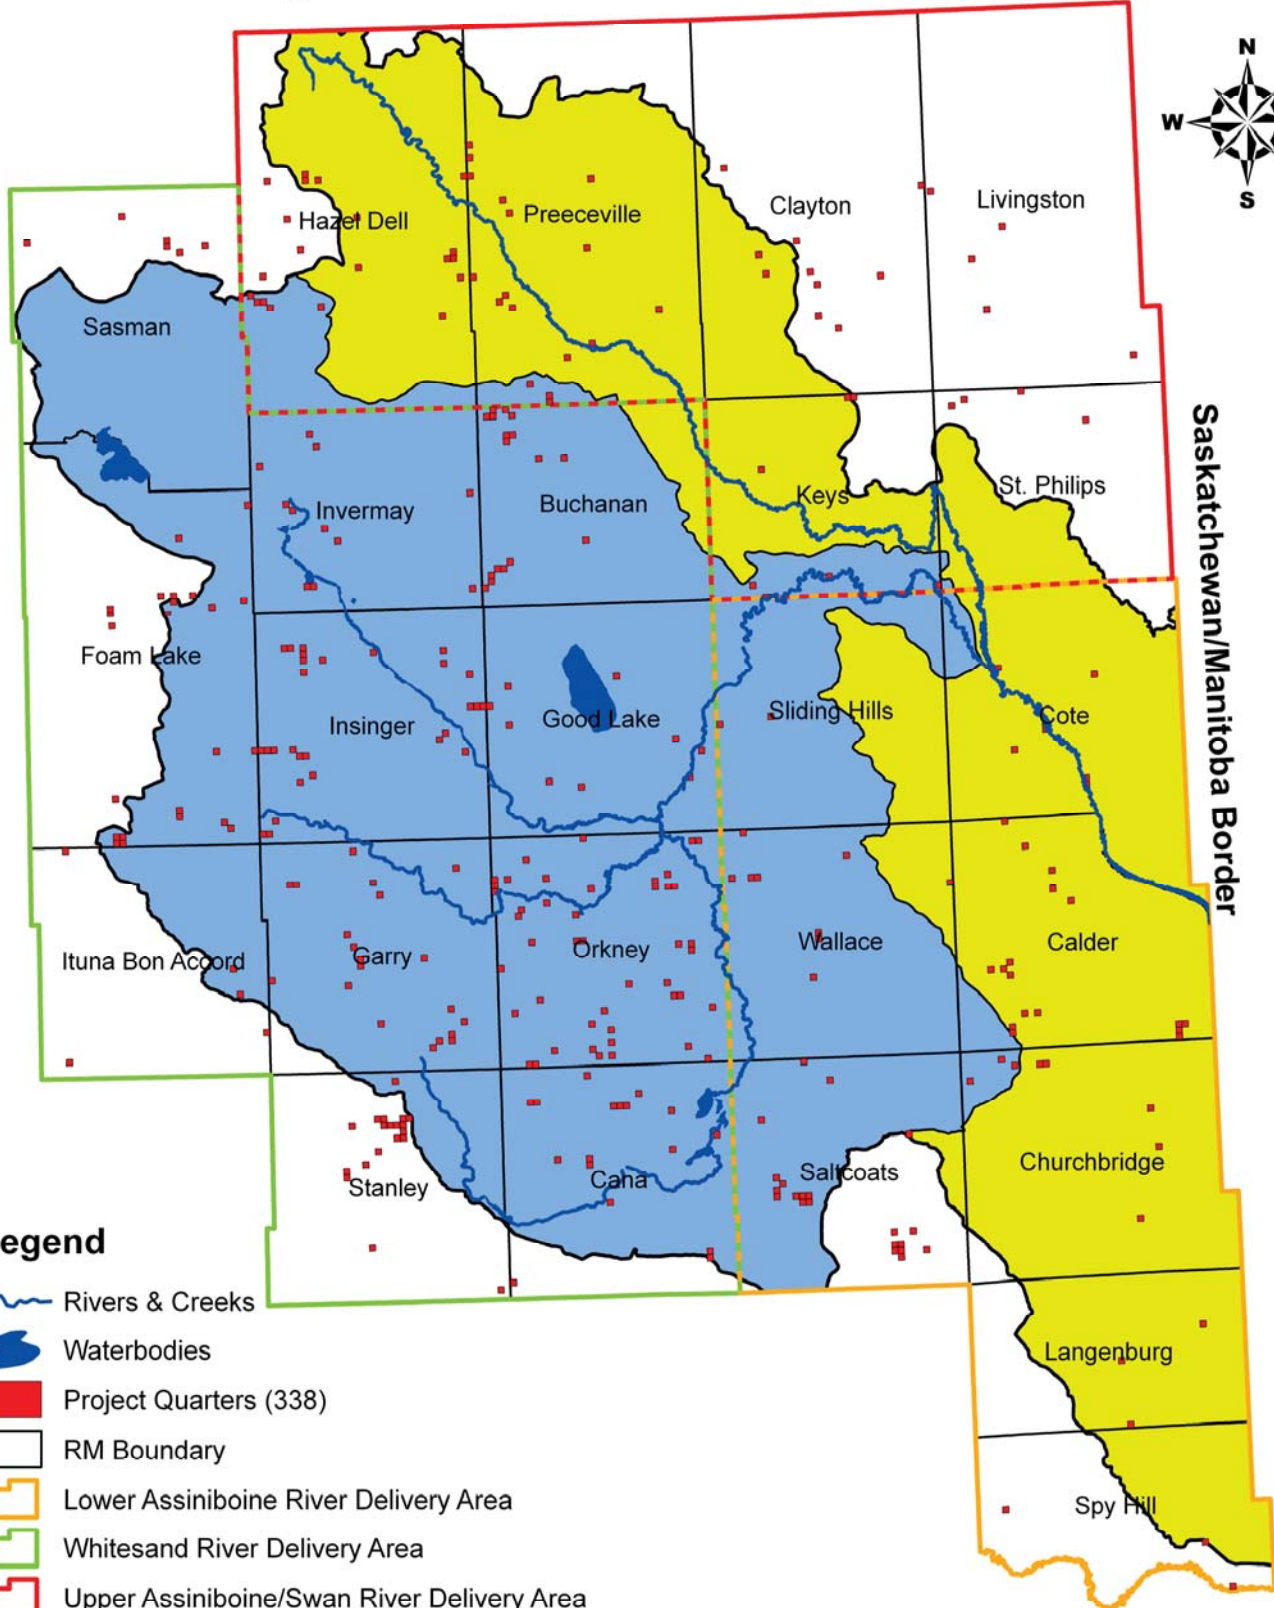 N
W
S
Clayton
Livingston
Hazel Dell
Preeceville
Sasman
St. Philips
Keys
Invermay
Buchanan
Saskatchewan/Manitoba Border
Foam Lake
Insinger
Good Lake
Sliding Hills
Cote
Ituna Bon Accord
Garry
Orkney
Wallace
Calder
Stanley
Cana
Saltcoats
Churchbridge
Langenburg
Spy Hill
egend
Rivers & Creeks
Waterbodies
Project Quarters (338)
RM Boundary
Lower Assiniboine River Delivery Area
Whitesand River Delivery Area
Upper Assiniboine/Swan River Delivery Area